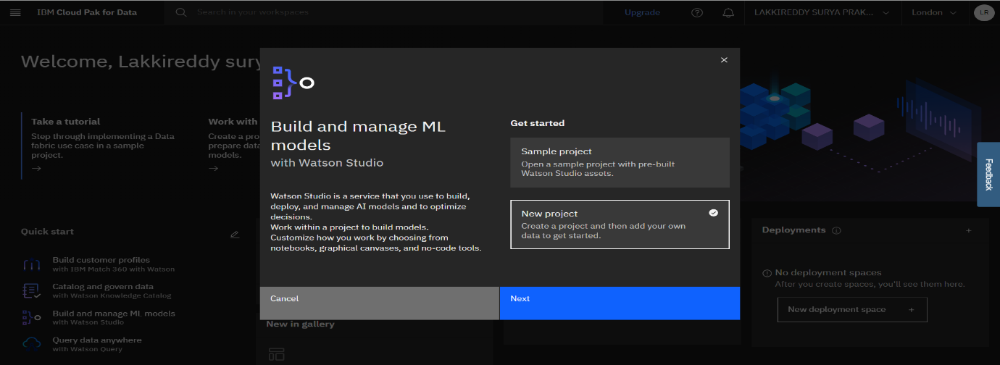 IBM Cloud Pak for Data
Search in your workspaces
Upgrade
LAKKIREDDY SURYA PRAK...
London
LR
Welcome, Lakkireddy sury
Take a tutorial
Step through implementing a Data
fabric use case in a sample
project.
Work with
Create a pro
prepare data
models.
Build and manage ML
models
with Watson Studio
Watson Studio is a service that you use to build,
deploy, and manage AI models and to optimize
decisions.
Work within a project to build models.
Customize how you work by choosing from
notebooks, graphical canvases, and no-code tools.
Get started
Sample project
Open a sample project with pre-built
Watson Studio assets.
New project
Create a project and then add your own
data to get started.
Cancel
Next
Feedback
Quick start
Build customer profiles
with IBM Match 360 with Watson
Catalog and govern data
with Watson Knowledge Catalog
Build and manage ML models
with Watson Studio
Query data anywhere
with Watson Query
New in gallery
Deployments
No deployment spaces
After you create spaces, you'll see them here.
New deployment space +